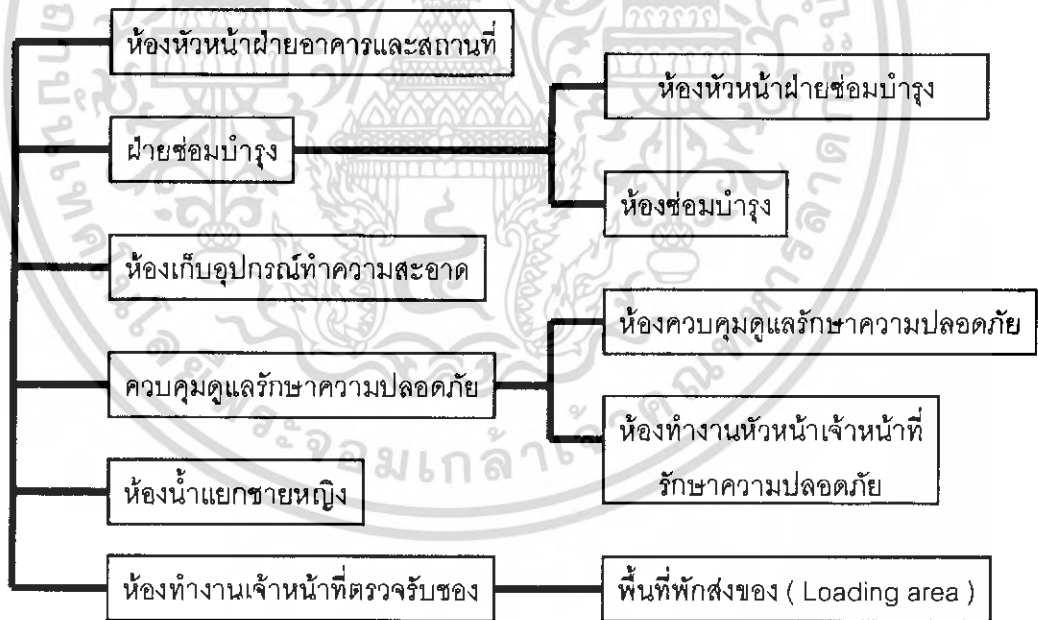 ห้องหัวหน้าฝ่ายอาคารและสถานที่
ห้องหัวหน้าฝ่ายซ่อมบำรุง
ฝ่ายซ่อมบำรุง
ห้องซ่อมบำรุง
ห้องเก็บอุปกรณ์ทำความสะอาด
ห้องควบคุมดูแลรักษาความปลอดภัย
ควบคุมดูแลรักษาความปลอดภัย
ห้องทำงานหัวหน้าเจ้าหน้าที่
รักษาความปลอดภัย
ห้องน้ำแยกชายหญิง
ห้องทำงานเจ้าหน้าที่ตรวจรับของ
พื้นที่พักส่งของ ( Loading area )